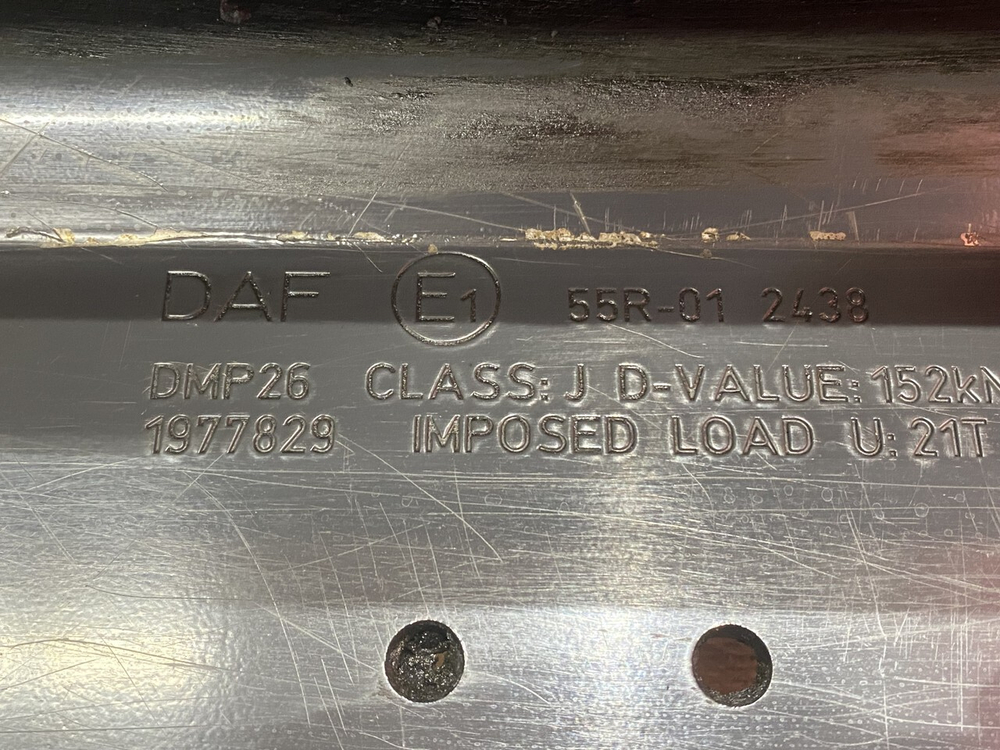 DAF E1 55R-01 2438
DMP26 CLASS: J D-VALUE: 152kN
1977829 IMPOSED LOAD U: 21T